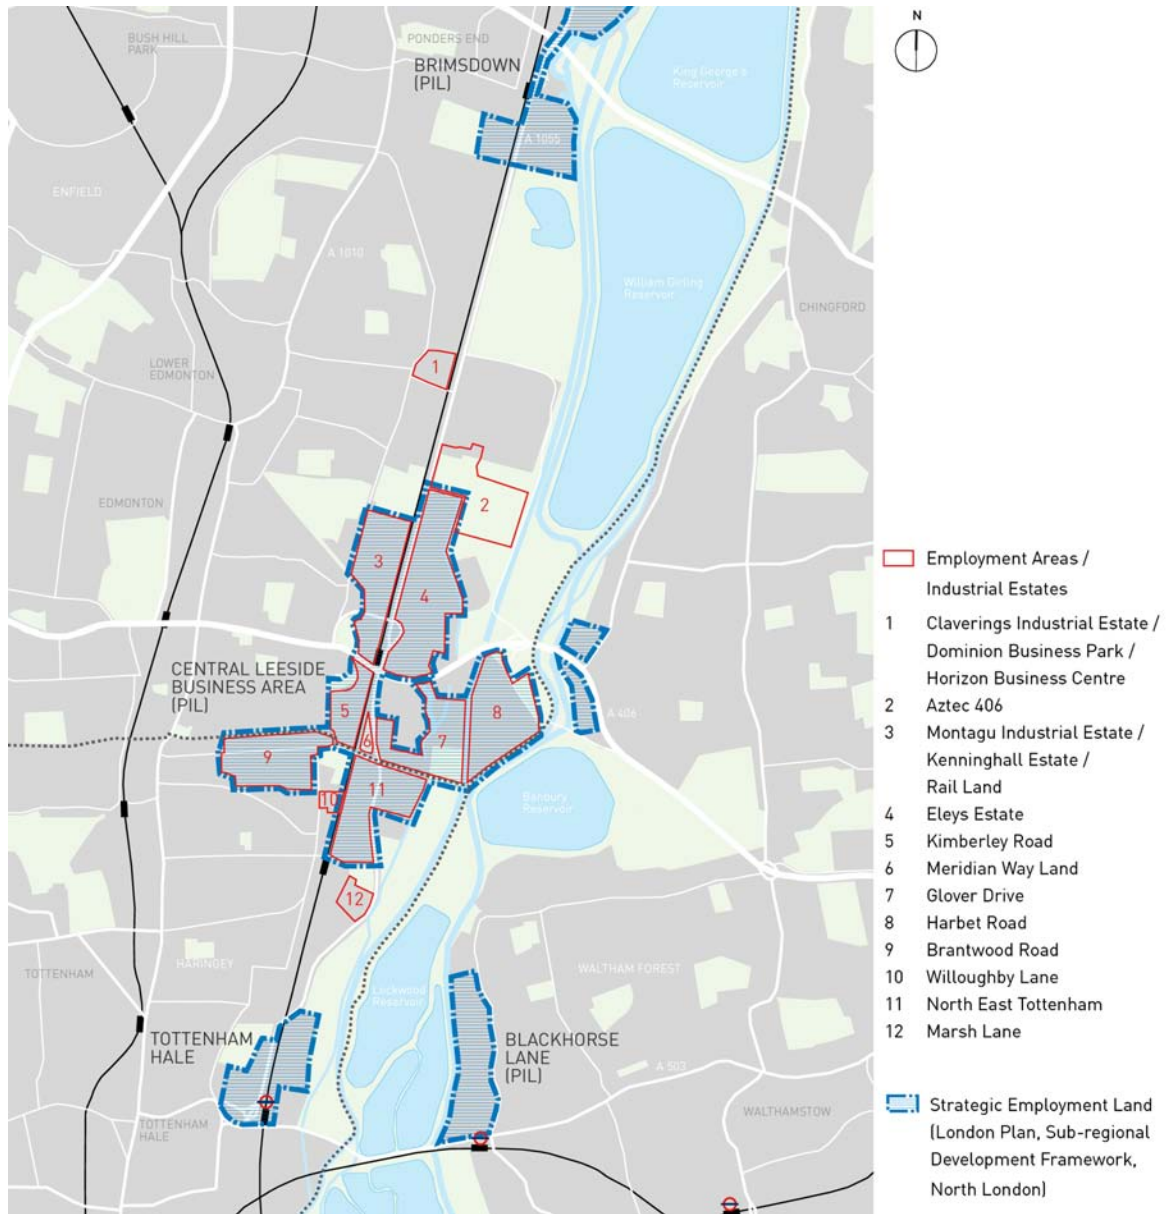 N
BUSH HILL
PARK
PONDERS END
BRIMSDOWN
(PIL)
King George's
Reservoir
A 1055
ENFIELD
A 1010
William Girling
Reservoir
CHINGFORD
LOWER
EDMONTON
1
EDMONTON
2
3
4
CENTRAL LEESIDE
BUSINESS AREA
(PIL)
5
6
7
8
A 406
9
10
11
Banbury
Reservoir
12
TOTTENHAM
HARINGEY
Lockwood
Reservoir
WALTHAM FOREST
TOTTENHAM
HALE
BLACKHORSE
LANE
(PIL)
A 503
TOTTENHAM
HALE
WALTHAMSTOW
Employment Areas /
Industrial Estates
1 Claverings Industrial Estate /
Dominion Business Park /
Horizon Business Centre
2 Aztec 406
3 Montagu Industrial Estate /
Kenninghall Estate /
Rail Land
4 Eleys Estate
5 Kimberley Road
6 Meridian Way Land
7 Glover Drive
8 Harbet Road
9 Brantwood Road
10 Willoughby Lane
11 North East Tottenham
12 Marsh Lane
Strategic Employment Land
(London Plan, Sub-regional
Development Framework,
North London)